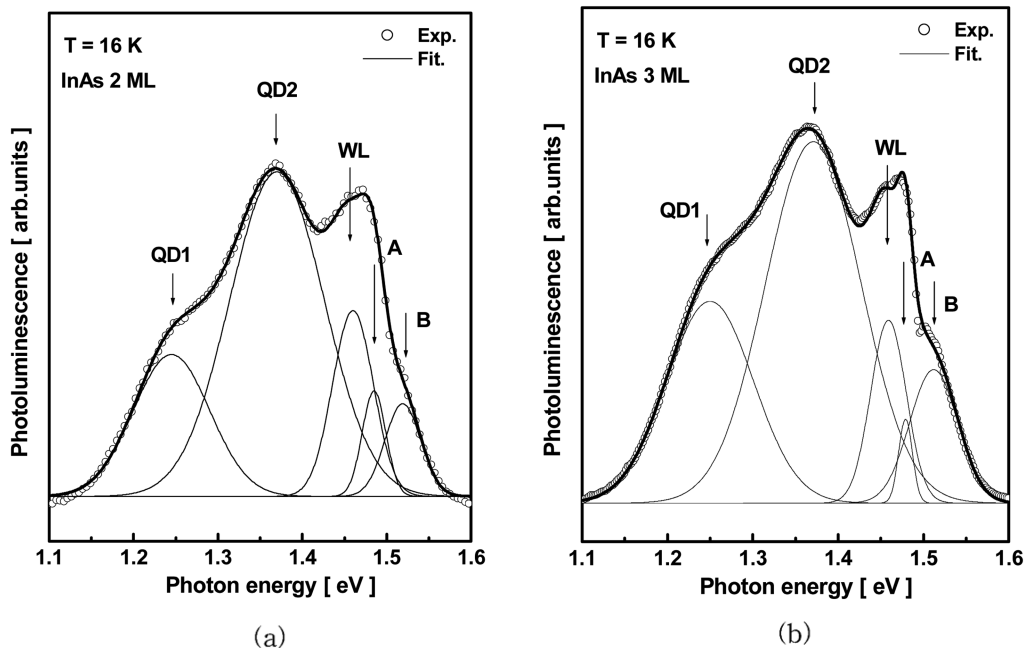 T = 16 K
InAs 2 ML
Exp.
Fit.
QD1
QD2
WL
A
B
Photoluminescence [ arb.units ]
1.1 1.2 1.3 1.4 1.5 1.6
Photon energy [ eV ]
(a)
T = 16 K
InAs 3 ML
Exp.
Fit.
QD1
QD2
WL
A
B
Photoluminescence [ arb.units ]
1.1 1.2 1.3 1.4 1.5 1.6
Photon energy [ eV ]
(b)